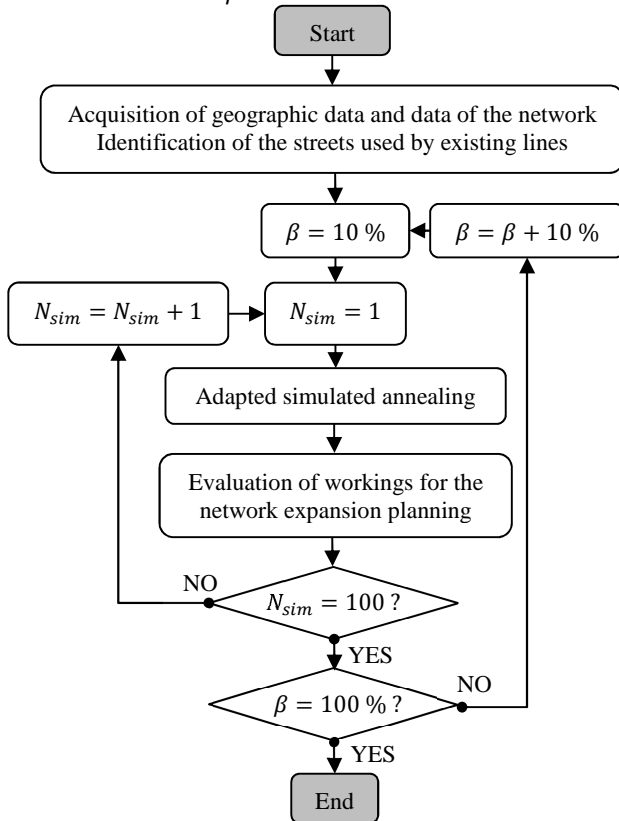 Start
Acquisition of geographic data and data of the network
Identification of the streets used by existing lines
β = 10 %
β = β + 10 %
N_sim = N_sim + 1
N_sim = 1
Adapted simulated annealing
Evaluation of workings for the
network expansion planning
NO
N_sim = 100 ?
YES
NO
β = 100 % ?
YES
End